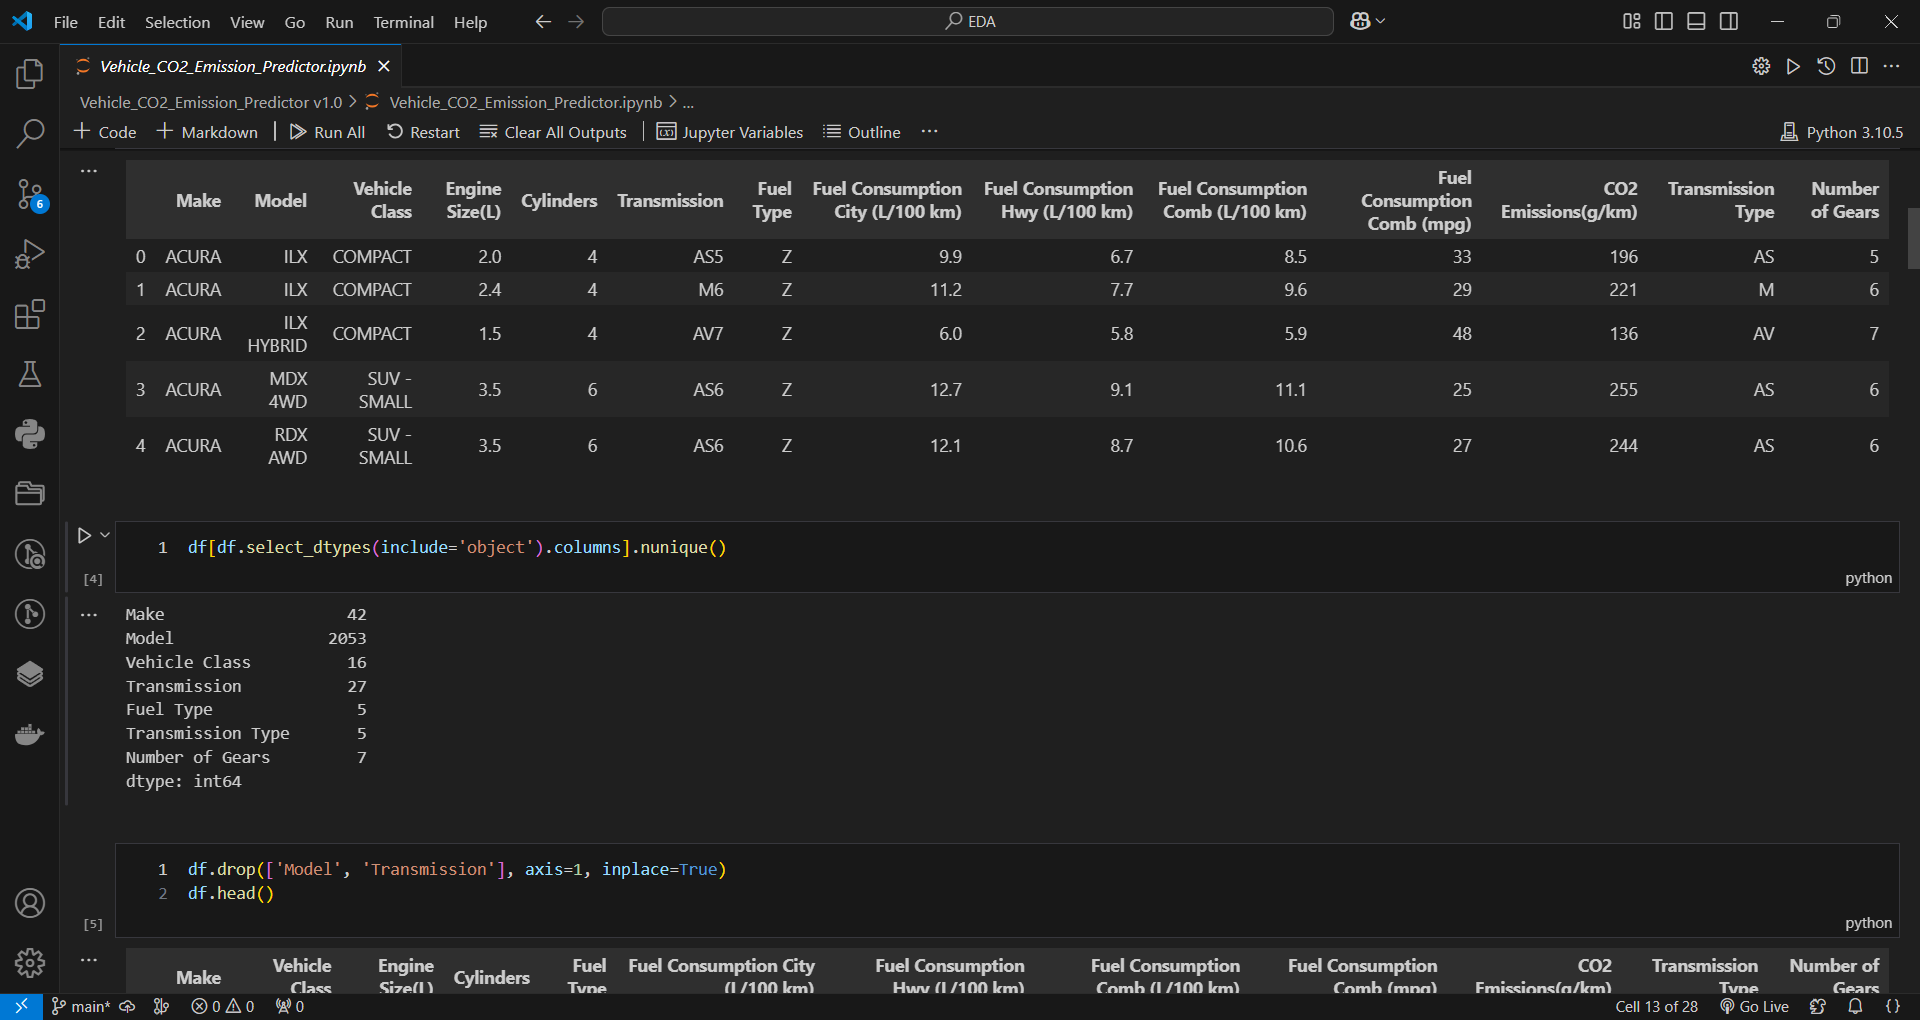 File Edit Selection View Go Run Terminal Help EDA
Vehicle_CO2_Emission_Predictor.ipynb
Vehicle_CO2_Emission_Predictor v1.0 > Vehicle_CO2_Emission_Predictor.ipynb > ...
+ Code + Markdown Run All Restart Clear All Outputs Jupyter Variables Outline ... Python 3.10.5
Make Model Vehicle Class Engine Size(L) Cylinders Transmission Fuel Type Fuel Consumption City (L/100 km) Fuel Consumption Hwy (L/100 km) Fuel Consumption Comb (L/100 km) Fuel Consumption Comb (mpg) CO2 Emissions(g/km) Transmission Type Number of Gears
0 ACURA ILX COMPACT 2.0 4 AS5 Z 9.9 6.7 8.5 33 196 AS 5
1 ACURA ILX COMPACT 2.4 4 M6 Z 11.2 7.7 9.6 29 221 M 6
2 ACURA ILX HYBRID COMPACT 1.5 4 AV7 Z 6.0 5.8 5.9 48 136 AV 7
3 ACURA MDX 4WD SUV - SMALL 3.5 6 AS6 Z 12.7 9.1 11.1 25 255 AS 6
4 ACURA RDX AWD SUV - SMALL 3.5 6 AS6 Z 12.1 8.7 10.6 27 244 AS 6
1 df[df.select_dtypes(include='object').columns].nunique()
[4] python
Make 42
Model 2053
Vehicle Class 16
Transmission 27
Fuel Type 5
Transmission Type 5
Number of Gears 7
dtype: int64
1 df.drop(['Model', 'Transmission'], axis=1, inplace=True)
2 df.head()
[5] python
Make Vehicle Class Engine Size(L) Cylinders Fuel Type Fuel Consumption City (L/100 km) Fuel Consumption Hwy (L/100 km) Fuel Consumption Comb (L/100 km) Fuel Consumption Comb (mpg) CO2 Emissions(g/km) Transmission Type Number of Gears
6
main* 0 0 0 Cell 13 of 28 Go Live